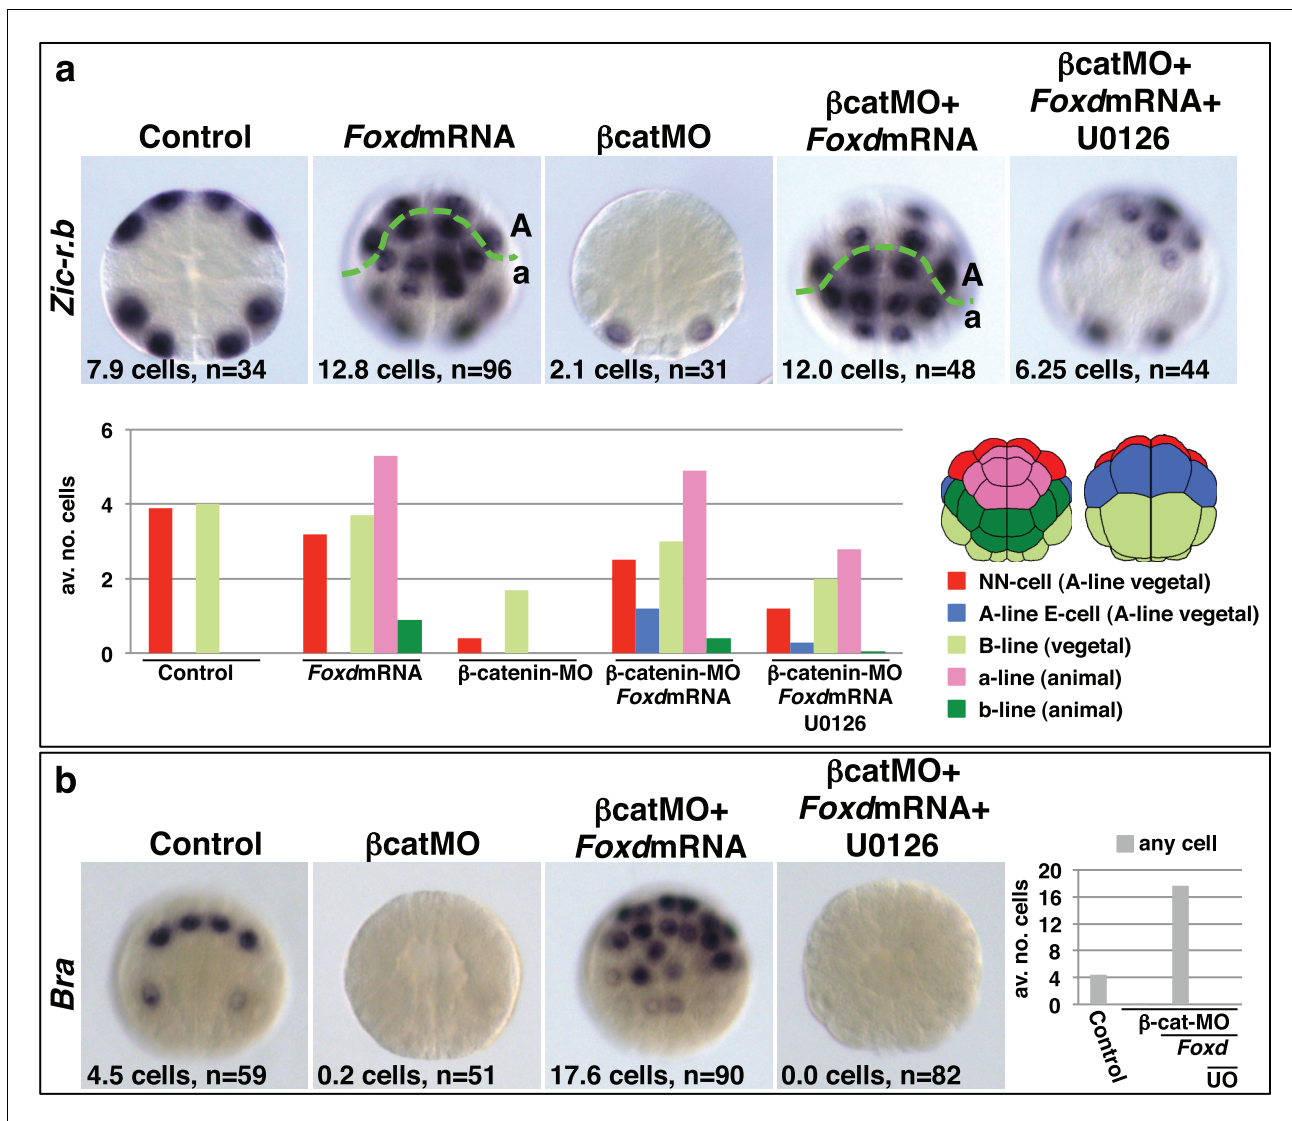 a
Control
FoxdmRNA
βcatMO
βcatMO+
FoxdmRNA
βcatMO+
FoxdmRNA+
U0126
Zic-r.b
A
a
A
a
7.9 cells, n=34
12.8 cells, n=96
2.1 cells, n=31
12.0 cells, n=48
6.25 cells, n=44
av. no. cells
6
4
2
0
Control
FoxdmRNA
β-catenin-MO
β-catenin-MO
FoxdmRNA
β-catenin-MO
FoxdmRNA
U0126
NN-cell (A-line vegetal)
A-line E-cell (A-line vegetal)
B-line (vegetal)
a-line (animal)
b-line (animal)
b
Control
βcatMO
βcatMO+
FoxdmRNA
βcatMO+
FoxdmRNA+
U0126
Bra
4.5 cells, n=59
0.2 cells, n=51
17.6 cells, n=90
0.0 cells, n=82
any cell
av. no. cells
20
16
12
8
4
0
Control
β-cat-MO
Foxd
UO